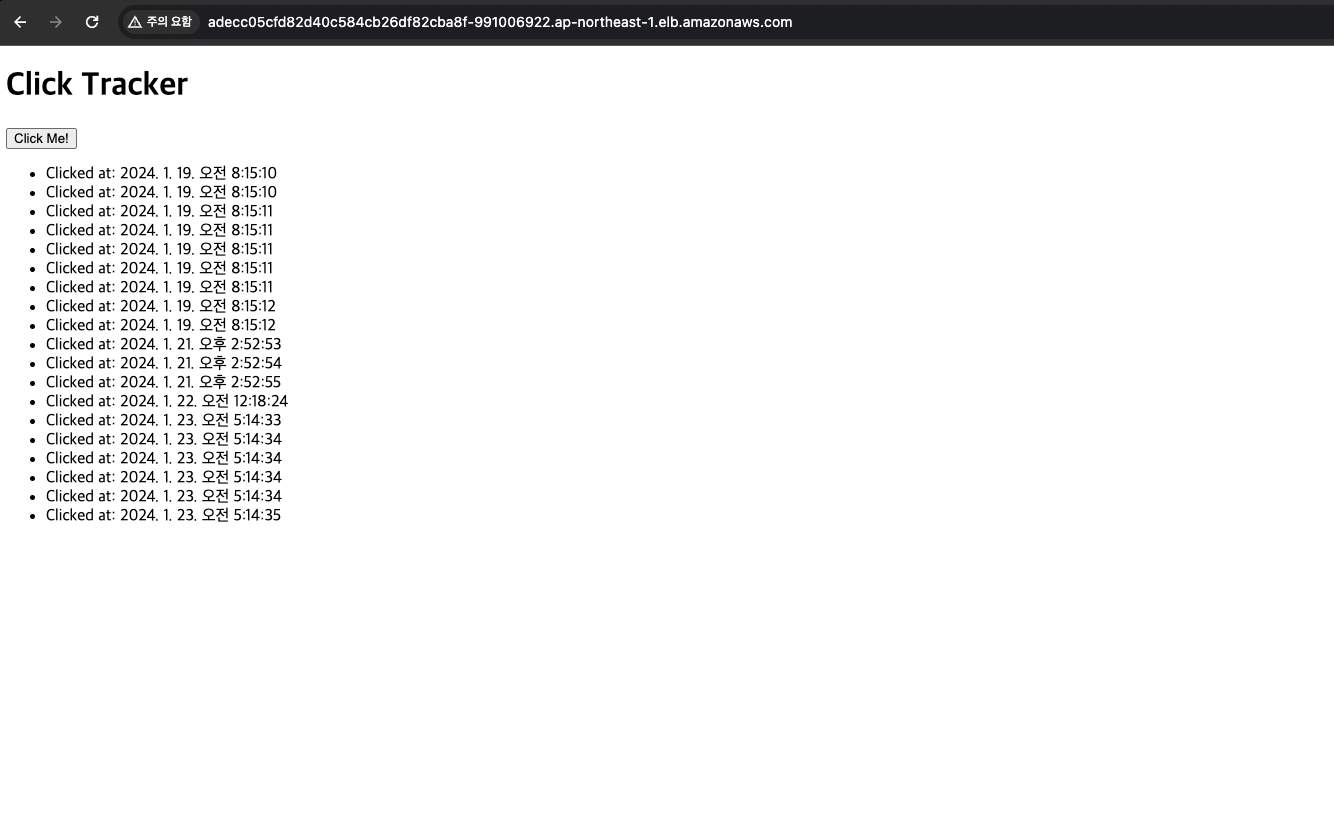 주의 요함 adecc05cfd82d40c584cb26df82cba8f-991006922.ap-northeast-1.elb.amazonaws.com
Click Tracker
Click Me!
Clicked at: 2024. 1. 19. 오전 8:15:10
Clicked at: 2024. 1. 19. 오전 8:15:10
Clicked at: 2024. 1. 19. 오전 8:15:11
Clicked at: 2024. 1. 19. 오전 8:15:11
Clicked at: 2024. 1. 19. 오전 8:15:11
Clicked at: 2024. 1. 19. 오전 8:15:11
Clicked at: 2024. 1. 19. 오전 8:15:11
Clicked at: 2024. 1. 19. 오전 8:15:12
Clicked at: 2024. 1. 19. 오전 8:15:12
Clicked at: 2024. 1. 21. 오후 2:52:53
Clicked at: 2024. 1. 21. 오후 2:52:54
Clicked at: 2024. 1. 21. 오후 2:52:55
Clicked at: 2024. 1. 22. 오전 12:18:24
Clicked at: 2024. 1. 23. 오전 5:14:33
Clicked at: 2024. 1. 23. 오전 5:14:34
Clicked at: 2024. 1. 23. 오전 5:14:34
Clicked at: 2024. 1. 23. 오전 5:14:34
Clicked at: 2024. 1. 23. 오전 5:14:34
Clicked at: 2024. 1. 23. 오전 5:14:35